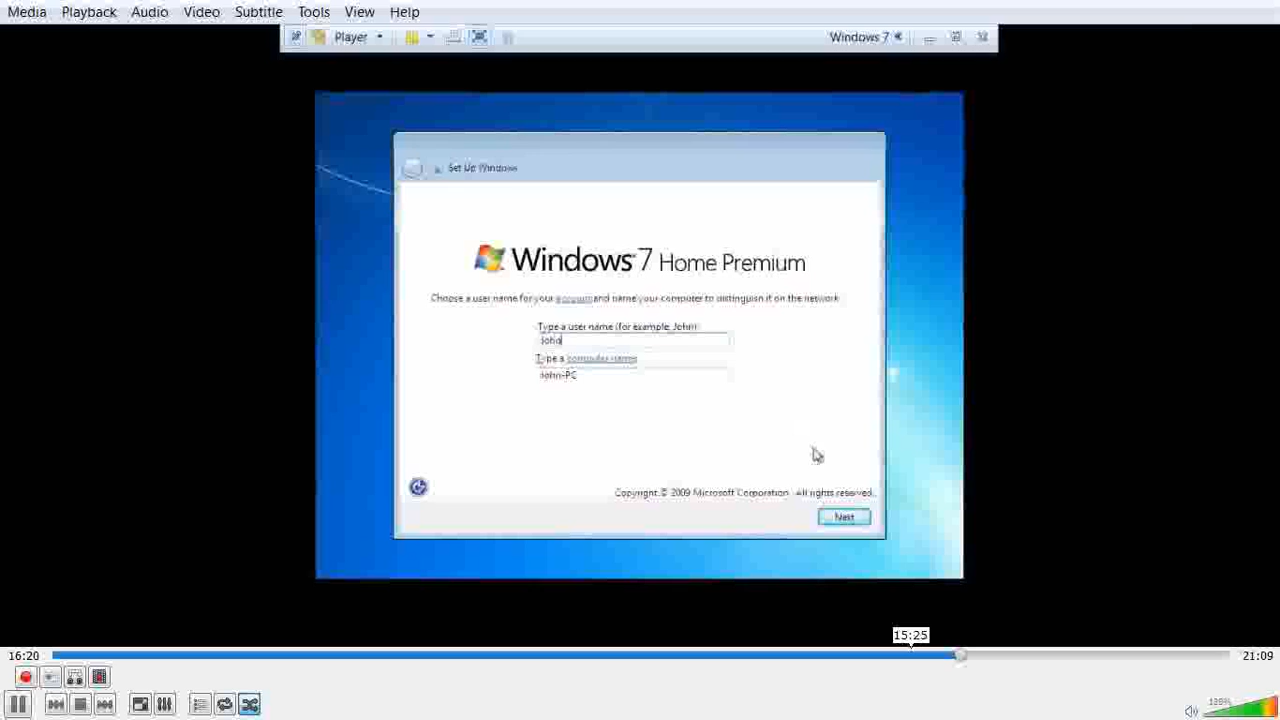 Media Playback Audio Video Subtitle Tools View Help
Player Windows 7
Set Up Windows
Windows 7 Home Premium
Choose a user name for your account and name your computer to distinguish it on the network.
Type a user name (for example, John):
John
Type a computer name:
John-PC
Copyright © 2009 Microsoft Corporation. All rights reserved.
Next
15:25
16:20 21:09
129%